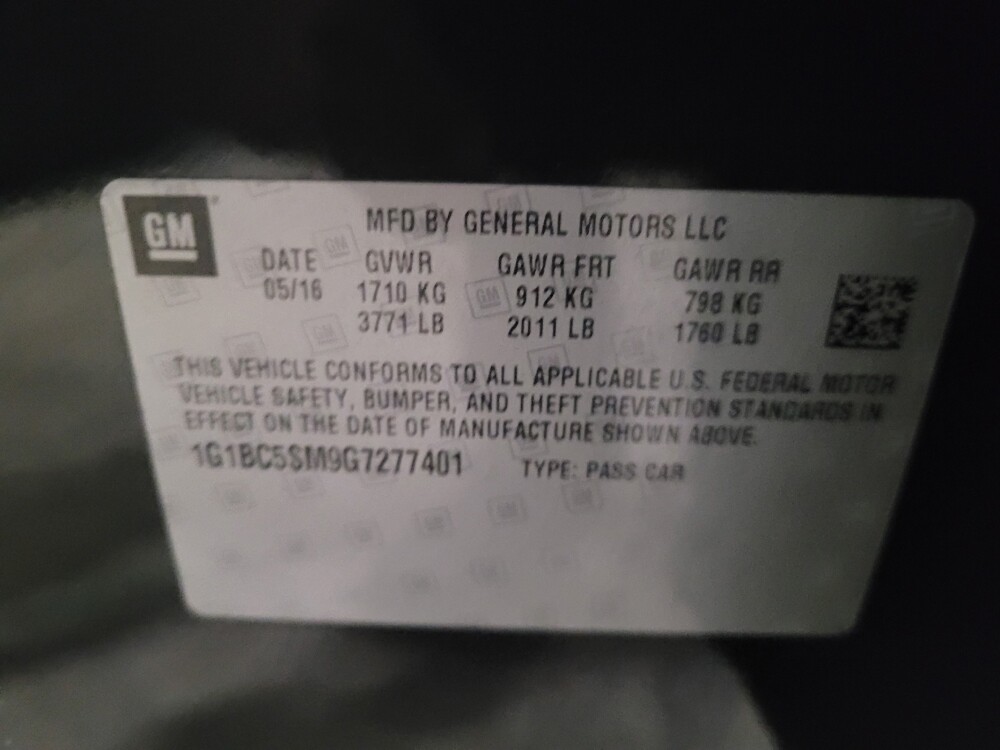 GM
MFD BY GENERAL MOTORS LLC
DATE GVWR GAWR FRT GAWR RR
05/16 1710 KG 912 KG 798 KG
3771 LB 2011 LB 1760 LB
THIS VEHICLE CONFORMS TO ALL APPLICABLE U.S. FEDERAL MOTOR
VEHICLE SAFETY, BUMPER, AND THEFT PREVENTION STANDARDS IN
EFFECT ON THE DATE OF MANUFACTURE SHOWN ABOVE.
1G1BC5SM9G7277401 TYPE: PASS CAR